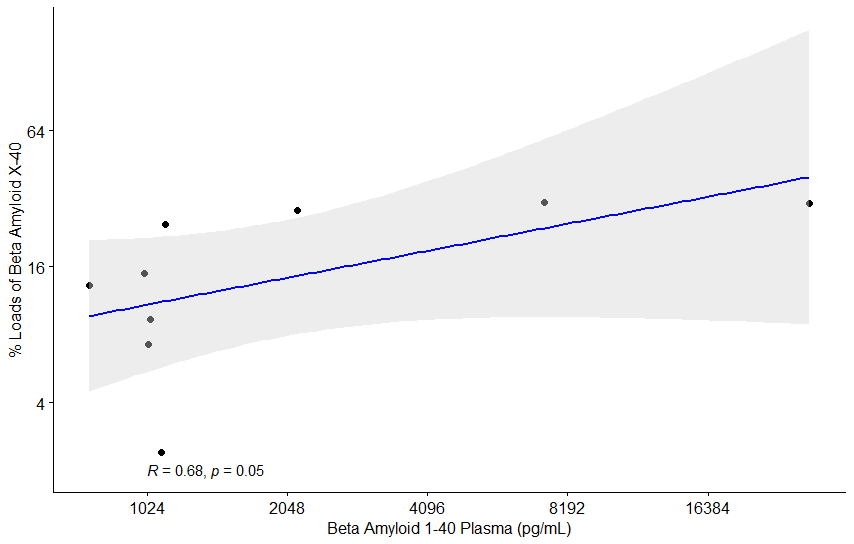 % Loads of Beta Amyloid X-40
64
16
4
R = 0.68, p = 0.05
1024 2048 4096 8192 16384
Beta Amyloid 1-40 Plasma (pg/mL)